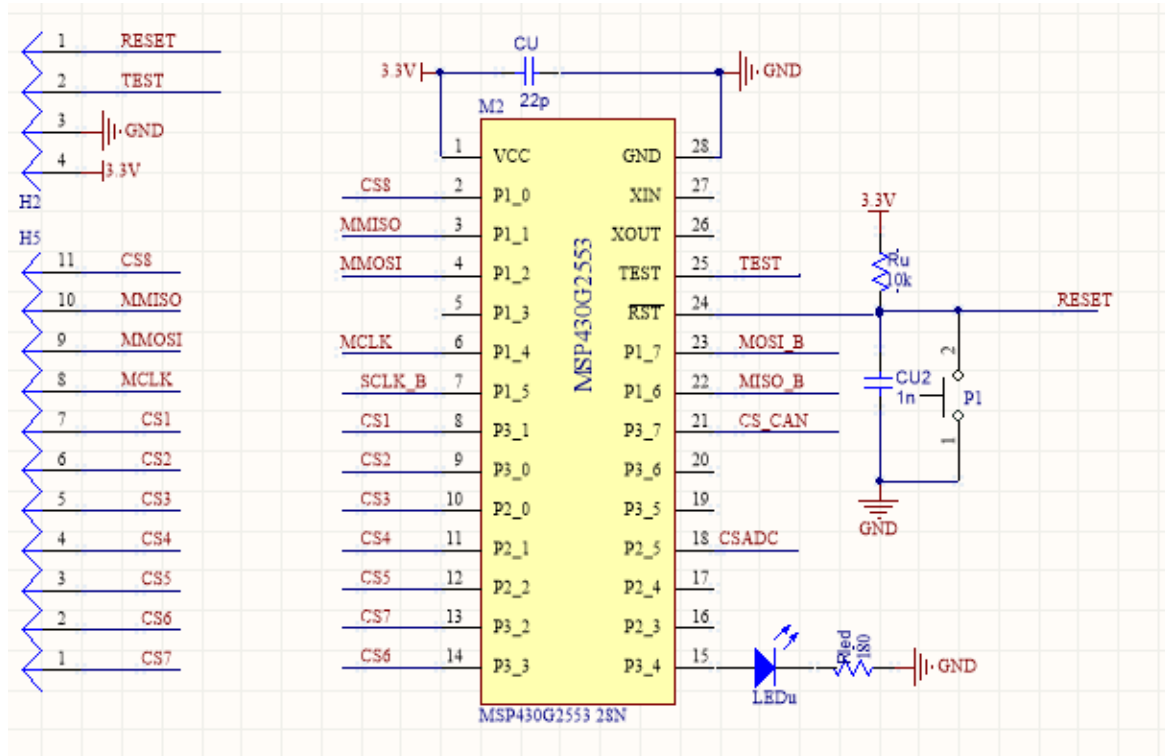 1 RESET
2 TEST
3 GND
4 3.3V
H2
H5
11 CS8
10 MMISO
9 MMOSI
8 MCLK
7 CS1
6 CS2
5 CS3
4 CS4
3 CS5
2 CS6
1 CS7
CU
3.3V
22p
GND
M2
1 VCC
GND 28
CS8 2 P1_0
XIN 27
MMISO 3 P1_1
XOUT 26
MMOSI 4 P1_2
TEST 25 TEST
5 P1_3
RST 24
MCLK 6 P1_4
P1_7 23 MOSI_B
SCLK_B 7 P1_5
P1_6 22 MISO_B
CS1 8 P3_1
P3_7 21 CS_CAN
CS2 9 P3_0
P3_6 20
CS3 10 P2_0
P3_5 19
CS4 11 P2_1
P2_5 18 CSADC
CS5 12 P2_2
P2_4 17
CS7 13 P3_2
P2_3 16
CS6 14 P3_3
P3_4 15
MSP430G2553
MSP430G2553 28N
3.3V
Ru
10k
RESET
CU2
1n
2
P1
1
GND
LEDu
Rled
180
GND